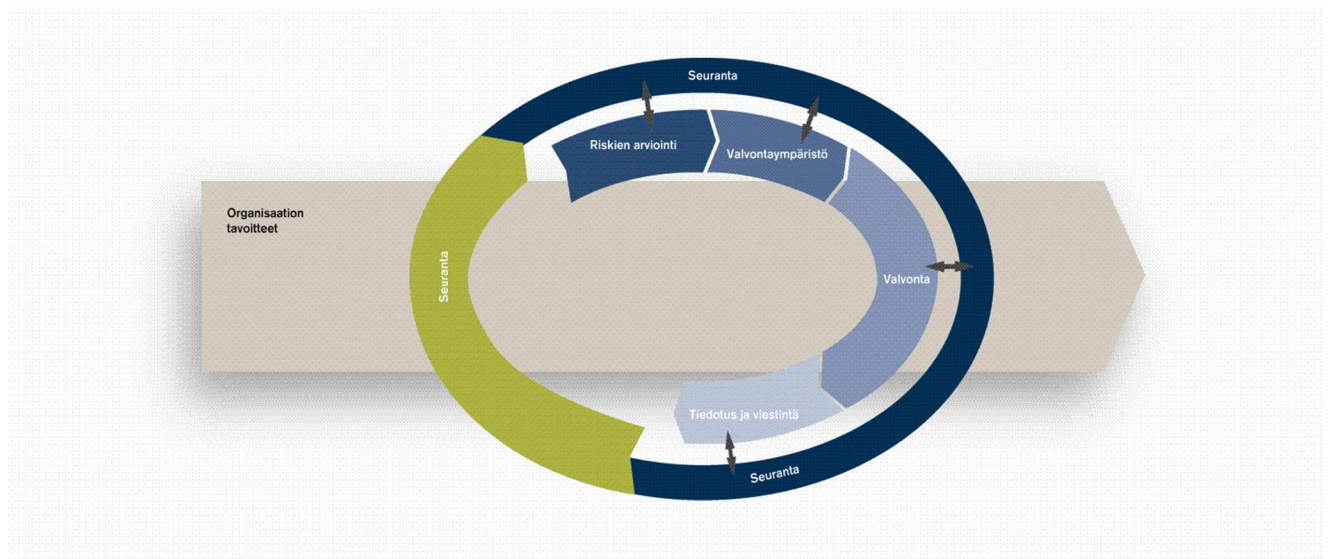 Seuranta
Riskien arviointi
Valvontaympäristö
Organisaation
tavoitteet
Seuranta
Valvonta
Tiedotus ja viestintä
Seuranta